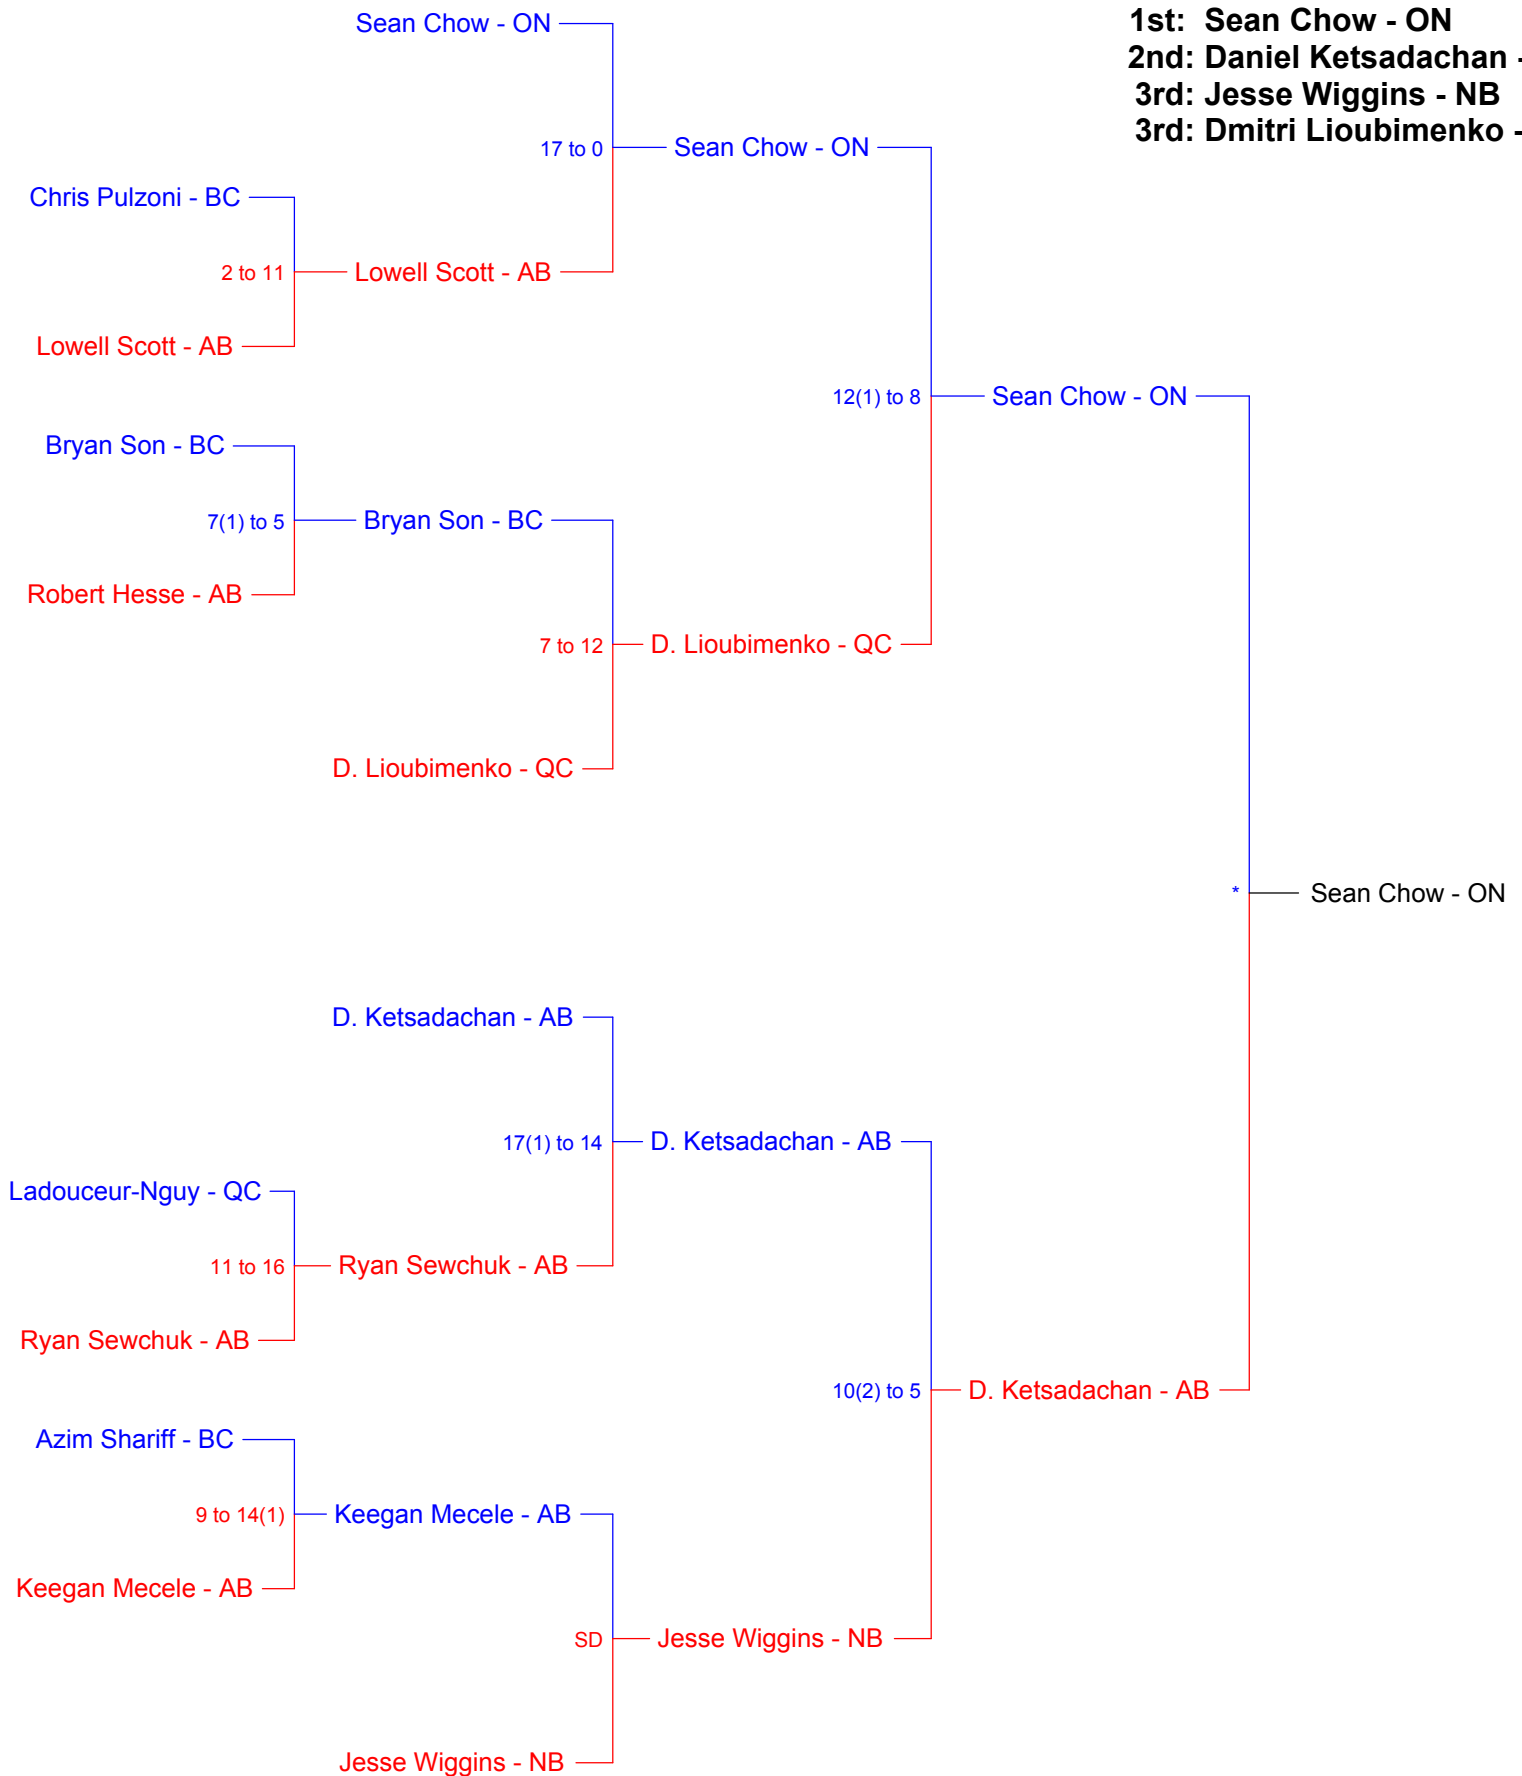 Sean Chow - ON
1st: Sean Chow - ON
2nd: Daniel Ketsadachan -
3rd: Jesse Wiggins - NB
3rd: Dmitri Lioubimenko -
17 to 0
Sean Chow - ON
Chris Pulzoni - BC
2 to 11
Lowell Scott - AB
Lowell Scott - AB
12(1) to 8
Sean Chow - ON
Bryan Son - BC
7(1) to 5
Bryan Son - BC
Robert Hesse - AB
7 to 12
D. Lioubimenko - QC
D. Lioubimenko - QC
*
Sean Chow - ON
D. Ketsadachan - AB
17(1) to 14
D. Ketsadachan - AB
Ladouceur-Nguy - QC
11 to 16
Ryan Sewchuk - AB
Ryan Sewchuk - AB
10(2) to 5
D. Ketsadachan - AB
Azim Shariff - BC
9 to 14(1)
Keegan Mecele - AB
Keegan Mecele - AB
SD
Jesse Wiggins - NB
Jesse Wiggins - NB